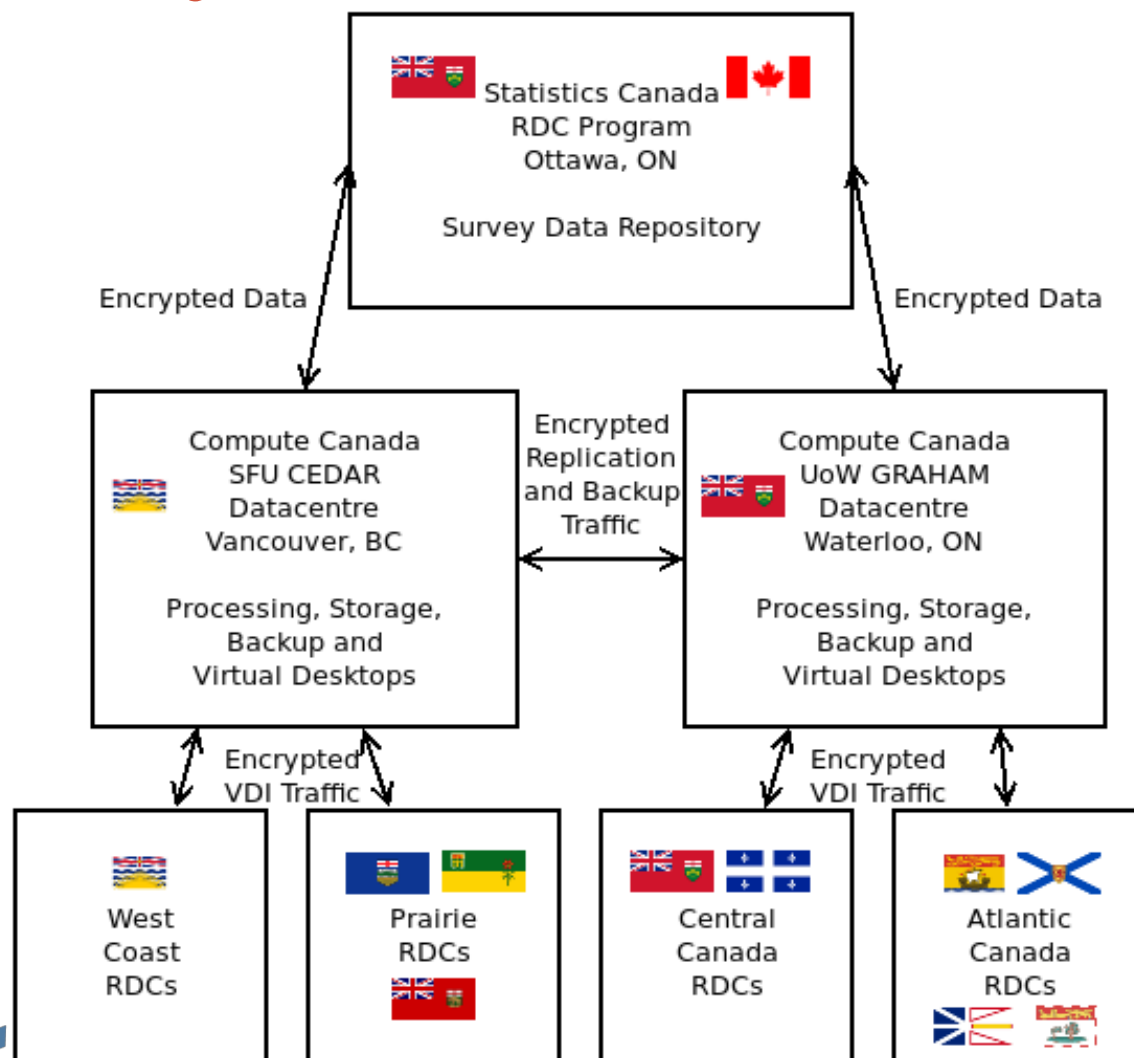 Statistics Canada
RDC Program
Ottawa, ON
Survey Data Repository
Encrypted Data
Encrypted Data
Compute Canada
SFU CEDAR
Datacentre
Vancouver, BC
Processing, Storage,
Backup and
Virtual Desktops
Encrypted
Replication
and Backup
Traffic
Compute Canada
UoW GRAHAM
Datacentre
Waterloo, ON
Processing, Storage,
Backup and
Virtual Desktops
Encrypted
VDI Traffic
Encrypted
VDI Traffic
West
Coast
RDCs
Prairie
RDCs
Central
Canada
RDCs
Atlantic
Canada
RDCs